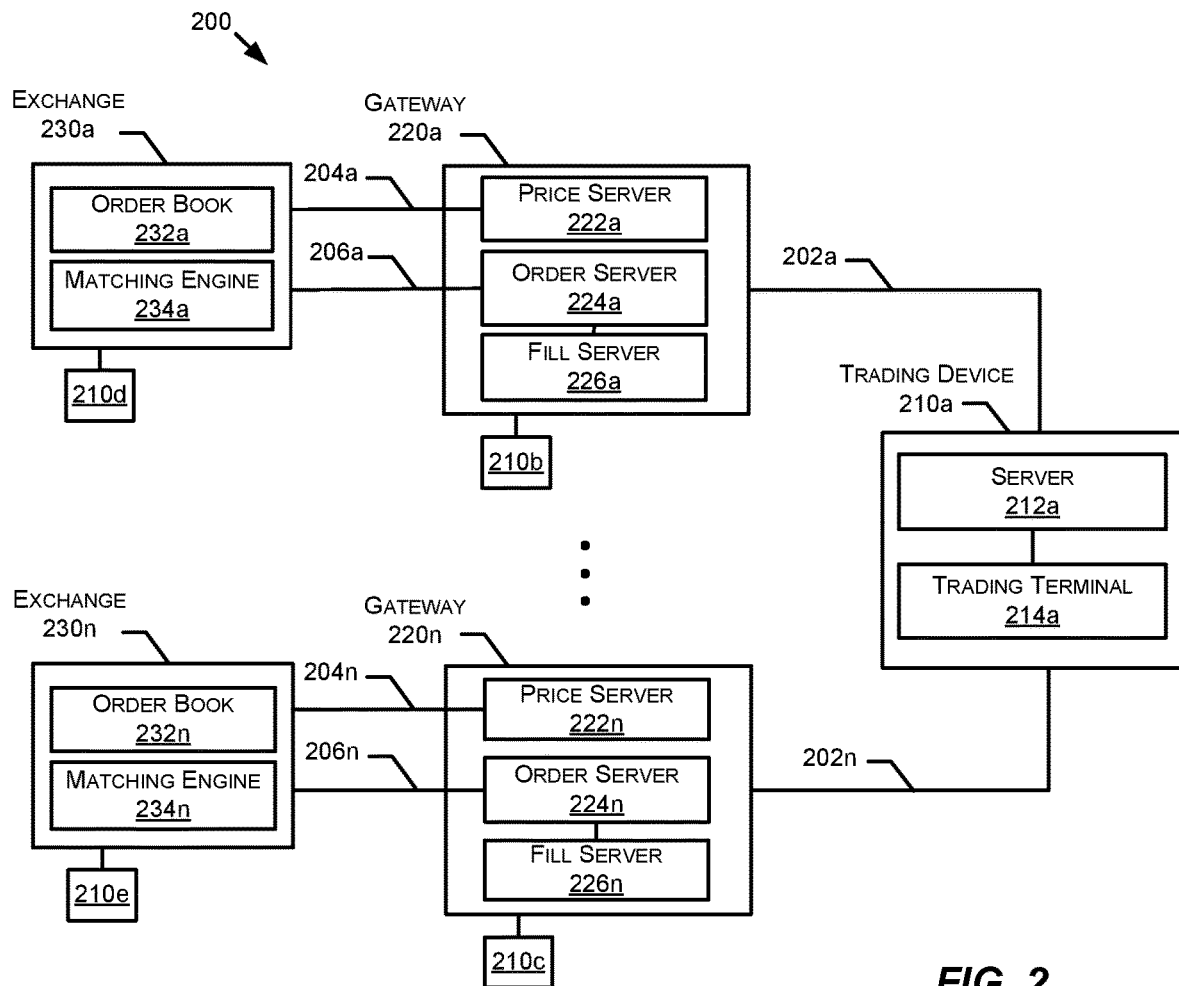 200
EXCHANGE
230a
ORDER BOOK
232a
MATCHING ENGINE
234a
210d
204a
206a
GATEWAY
220a
PRICE SERVER
222a
ORDER SERVER
224a
FILL SERVER
226a
210b
202a
TRADING DEVICE
210a
SERVER
212a
TRADING TERMINAL
214a
EXCHANGE
230n
ORDER BOOK
232n
MATCHING ENGINE
234n
210e
204n
206n
GATEWAY
220n
PRICE SERVER
222n
ORDER SERVER
224n
FILL SERVER
226n
210c
202n
FIG. 2